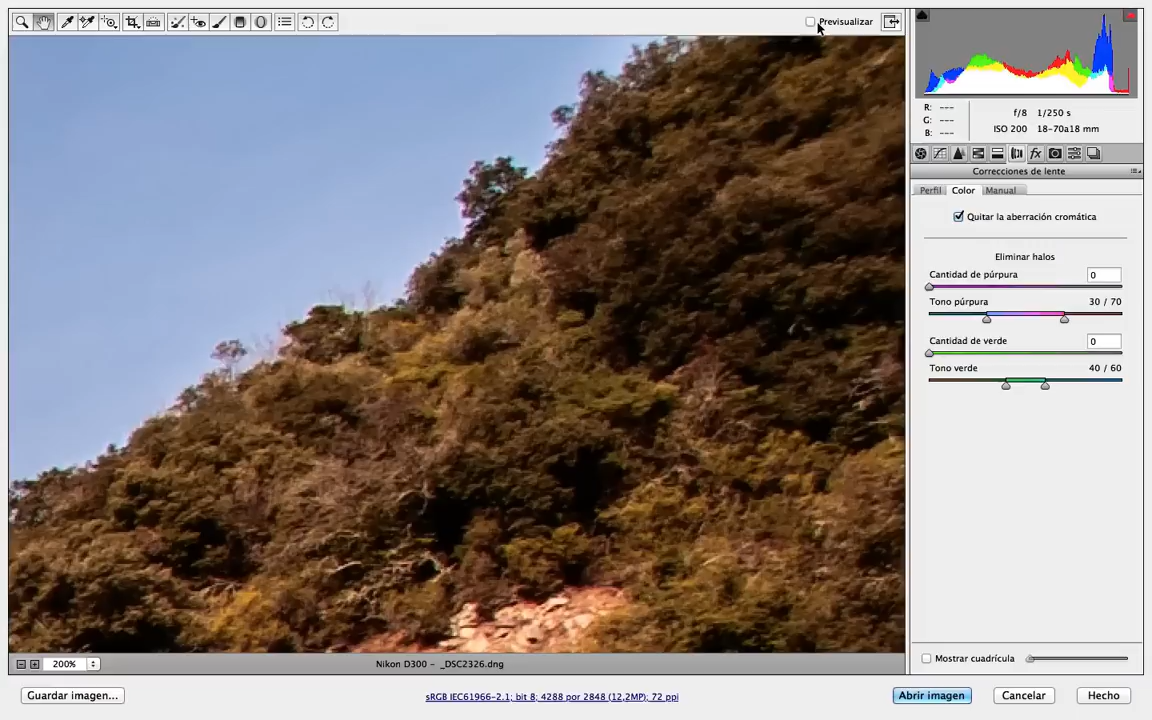 Previsualizar
R: ---
G: ---
B: ---
f/8 1/250 s
ISO 200 18-70a18 mm
fx
Correcciones de lente
Perfil Color Manual
Quitar la aberración cromática
Eliminar halos
Cantidad de púrpura 0
Tono púrpura 30 / 70
Cantidad de verde 0
Tono verde 40 / 60
Mostrar cuadrícula
200% Nikon D300 - _DSC2326.dng
Guardar imagen... sRGB IEC61966-2.1; bit 8; 4288 por 2848 (12,2MP); 72 ppi Abrir imagen Cancelar Hecho